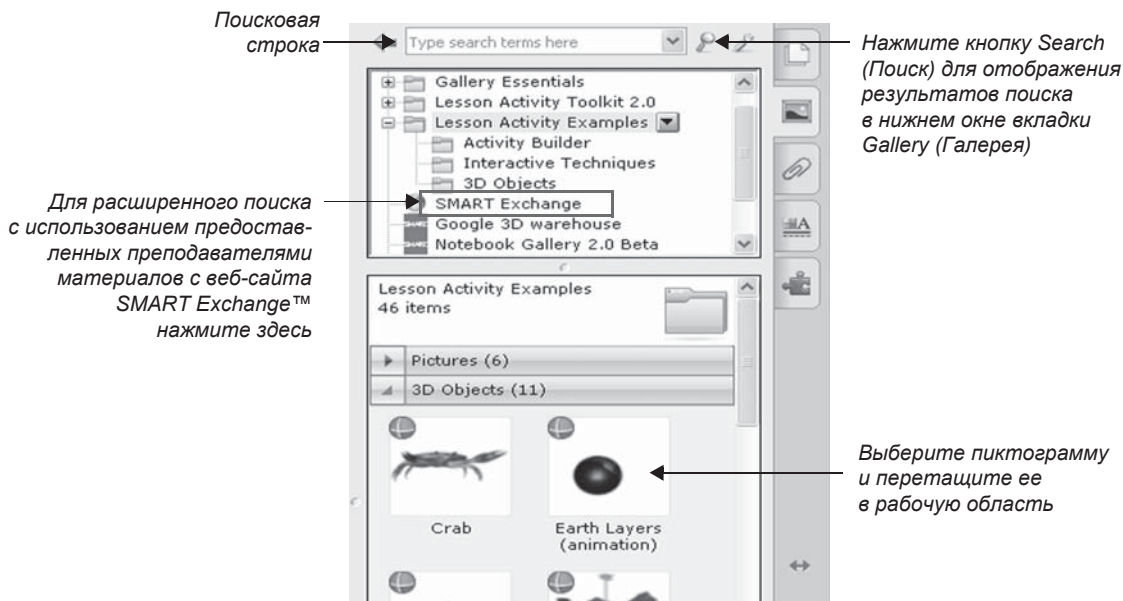 Поисковая
строка
Type search terms here
Нажмите кнопку Search
(Поиск) для отображения
результатов поиска
в нижнем окне вкладки
Gallery (Галерея)
Gallery Essentials
Lesson Activity Toolkit 2.0
Lesson Activity Examples
Activity Builder
Interactive Techniques
3D Objects
SMART Exchange
Google 3D warehouse
Notebook Gallery 2.0 Beta
Для расширенного поиска
с использованием предостав-
ленных преподавателями
материалов с веб-сайта
SMART Exchange™
нажмите здесь
Lesson Activity Examples
46 items
Pictures (6)
3D Objects (11)
Crab
Earth Layers
(animation)
Выберите пиктограмму
и перетащите ее
в рабочую область